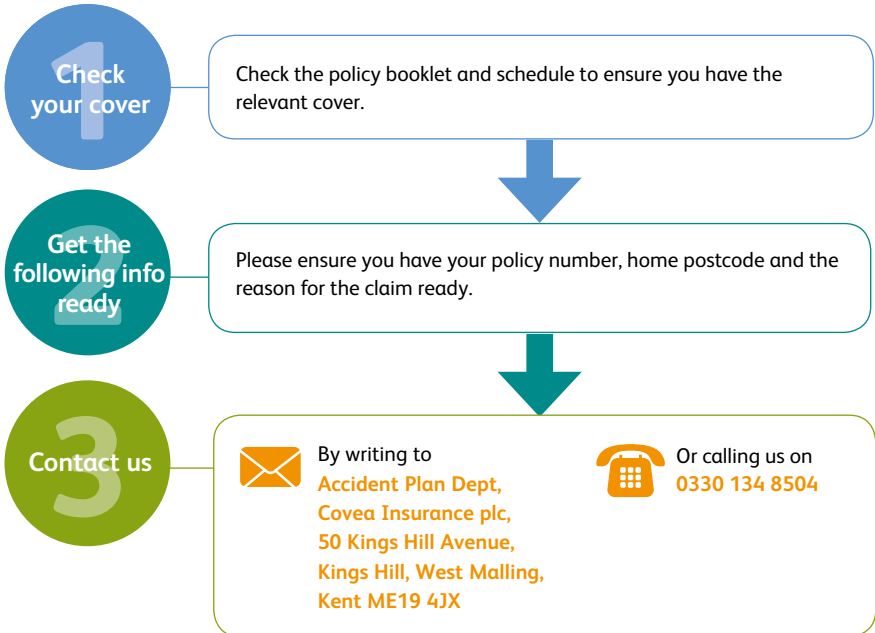 1
Check
your cover
Check the policy booklet and schedule to ensure you have the
relevant cover.
2
Get the
following info
ready
Please ensure you have your policy number, home postcode and the
reason for the claim ready.
3
Contact us
By writing to
Accident Plan Dept,
Covea Insurance plc,
50 Kings Hill Avenue,
Kings Hill, West Malling,
Kent ME19 4JX
Or calling us on
0330 134 8504